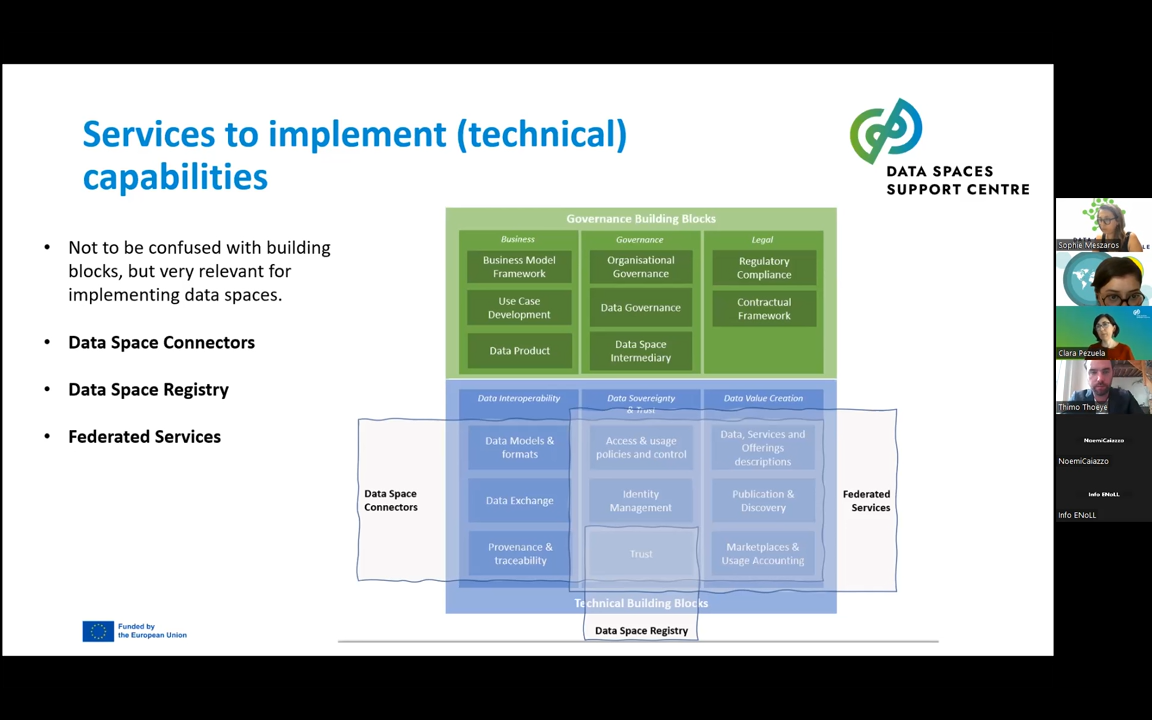 Services to implement (technical)
capabilities
DATA SPACES
SUPPORT CENTRE
• Not to be confused with building
blocks, but very relevant for
implementing data spaces.
• Data Space Connectors
• Data Space Registry
• Federated Services
Governance Building Blocks
Business
Business Model
Framework
Use Case
Development
Data Product
Governance
Organisational
Governance
Data Governance
Data Space
Intermediary
Legal
Regulatory
Compliance
Contractual
Framework
Data Interoperability
Data Models &
formats
Data Exchange
Provenance &
traceability
Data Sovereignty
& Trust
Access & usage
policies and control
Identity
Management
Trust
Data Value Creation
Data, Services and
Offerings
descriptions
Publication &
Discovery
Marketplaces &
Usage Accounting
Data Space
Connectors
Federated
Services
Technical Building Blocks
Data Space Registry
Funded by
the European Union
Sophie Meszaros
Clara Pezuela
Thimo Thoeye
NoemiCaiazzo
NoemiCaiazzo
Info ENoLL
Info ENoLL